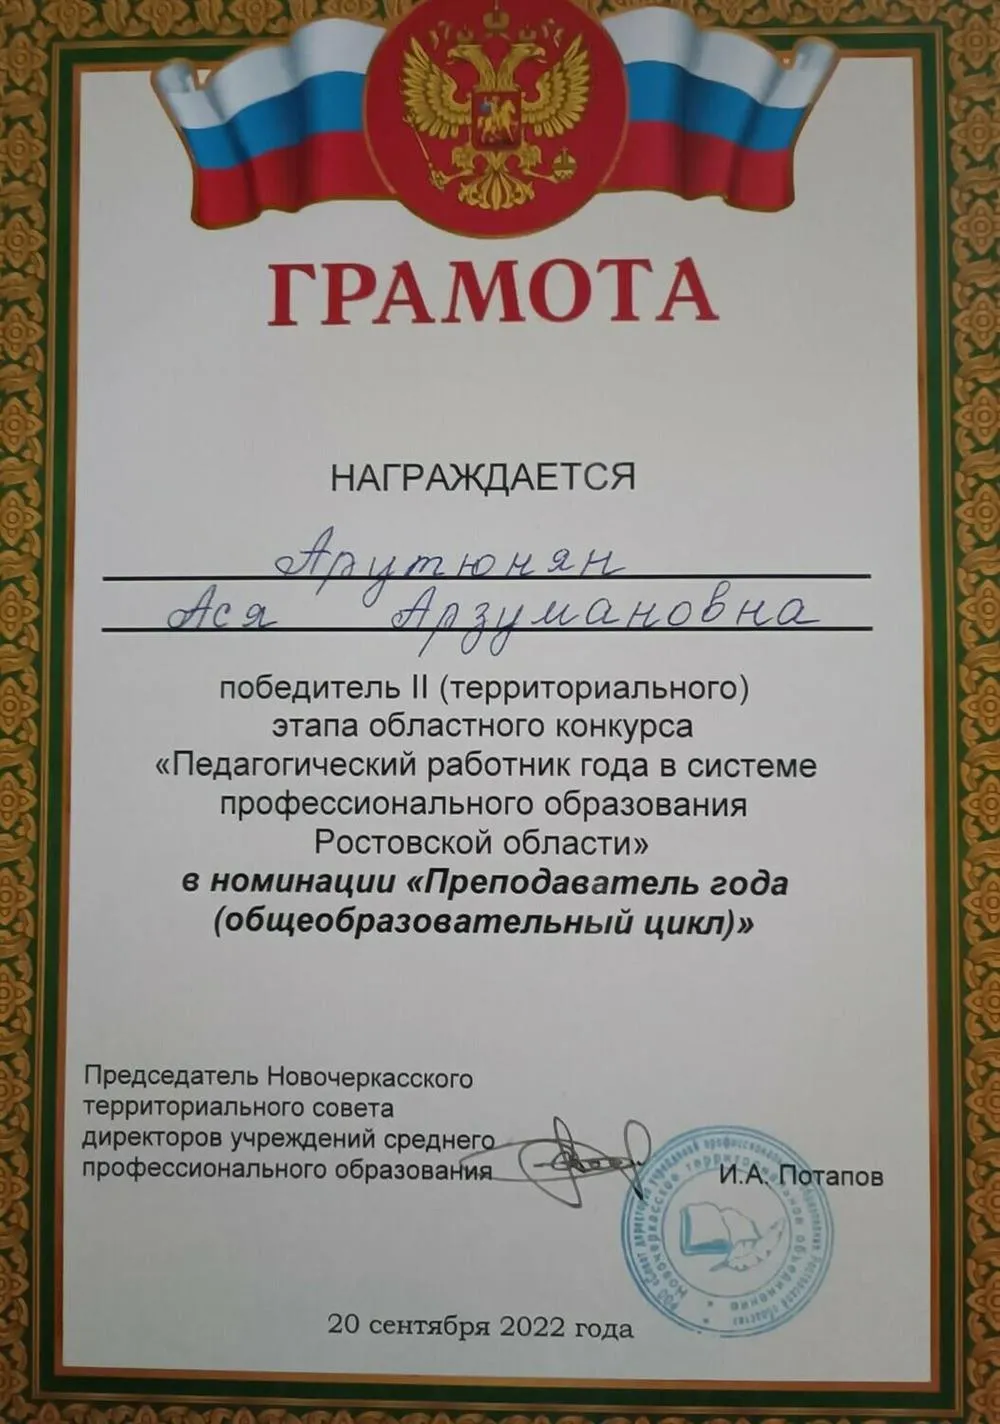 ГРАМОТА
НАГРАЖДАЕТСЯ
Арутюнян
Ася Арзумановна
победитель II (территориального)
этапа областного конкурса
«Педагогический работник года в системе
профессионального образования
Ростовской области»
в номинации «Преподаватель года
(общеобразовательный цикл)»
Председатель Новочеркасского
территориального совета
директоров учреждений среднего
профессионального образования
И.А. Потапов
20 сентября 2022 года